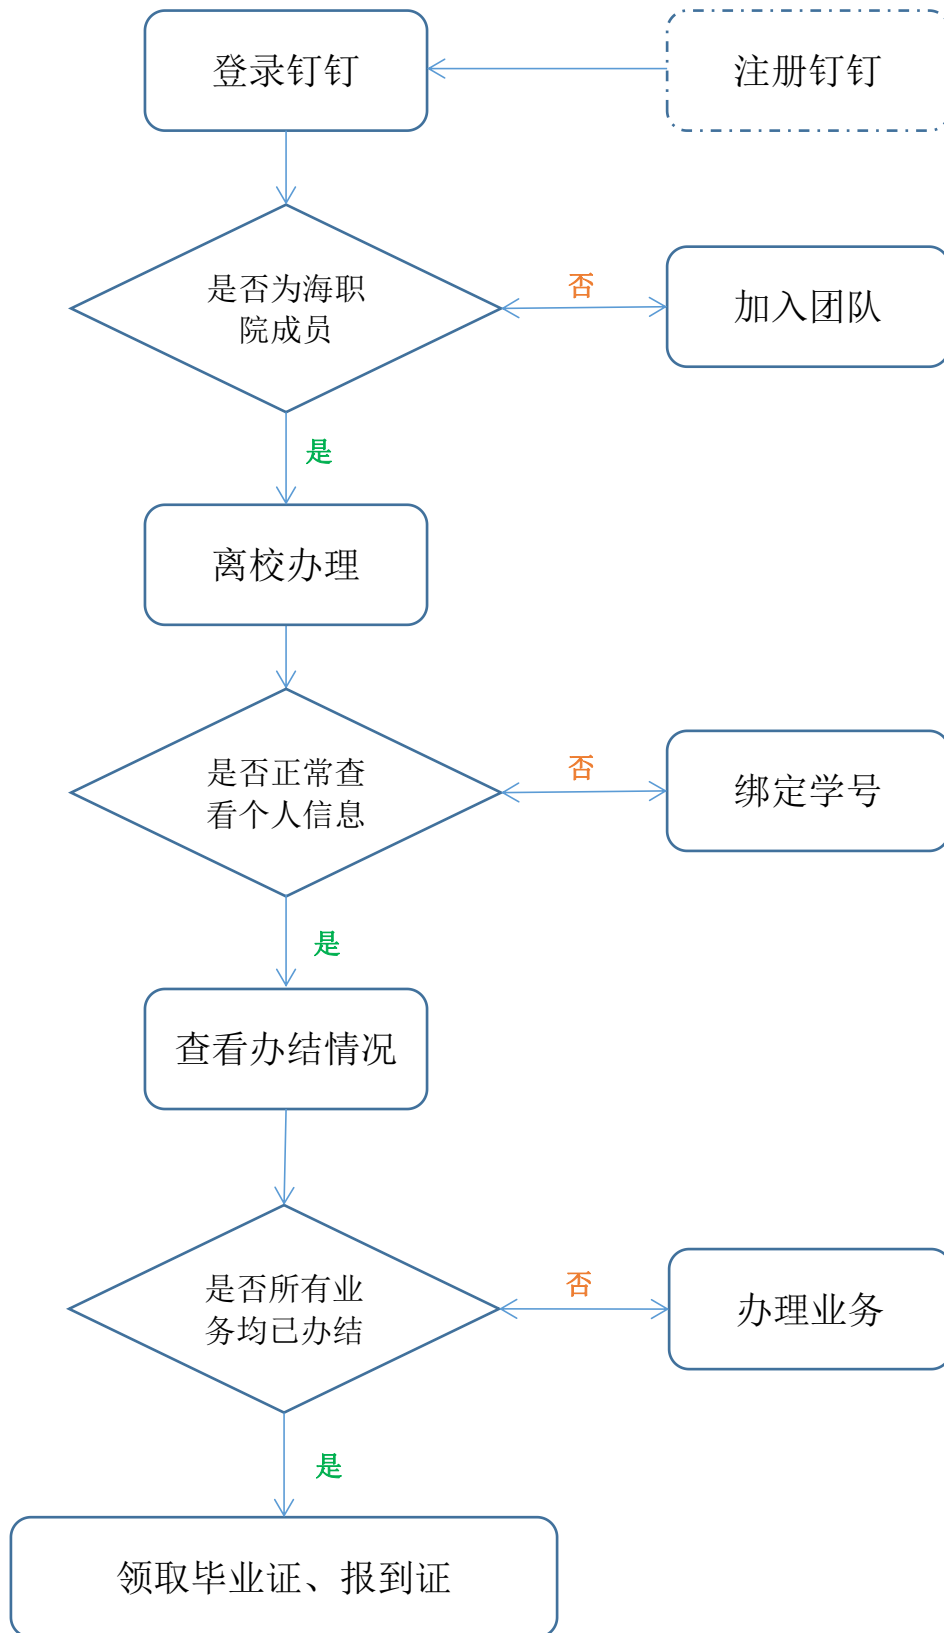 登录钉钉
注册钉钉
是否为海职
院成员
否
加入团队
是
离校办理
是否正常查
看个人信息
否
绑定学号
是
查看办结情况
是否所有业
务均已办结
否
办理业务
是
领取毕业证、报到证